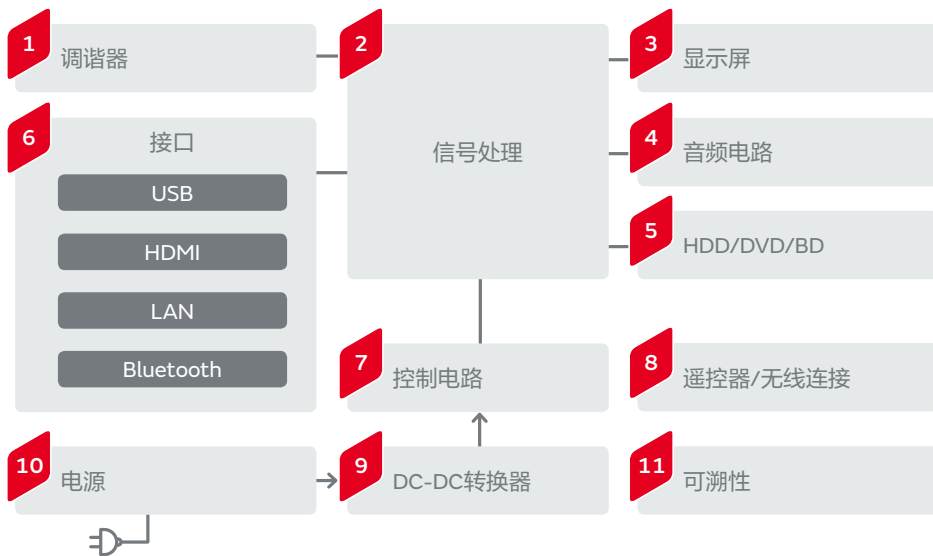 1
调谐器
2
信号处理
3
显示屏
4
音频电路
5
HDD/DVD/BD
6
接口
USB
HDMI
LAN
Bluetooth
7
控制电路
8
遥控器/无线连接
10
电源
9
DC-DC转换器
11
可溯性